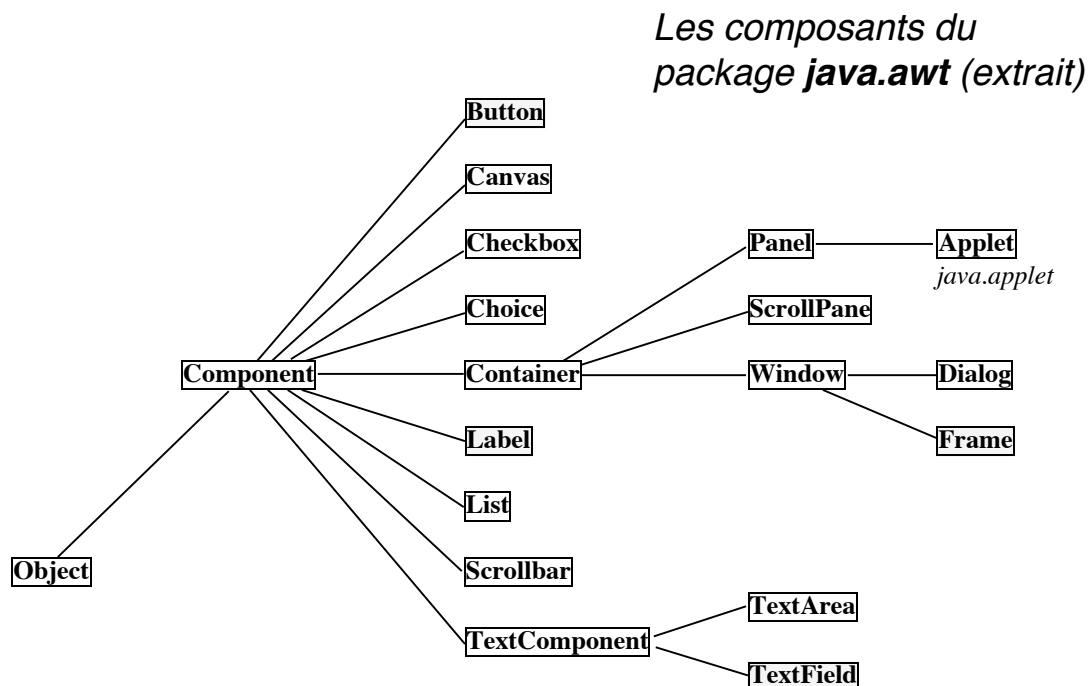 Les composants du
package java.awt (extrait)
Button
Canvas
Checkbox
Panel
Applet
java.applet
Choice
ScrollPane
Component
Container
Window
Dialog
Label
Frame
List
Object
Scrollbar
TextArea
TextComponent
TextField